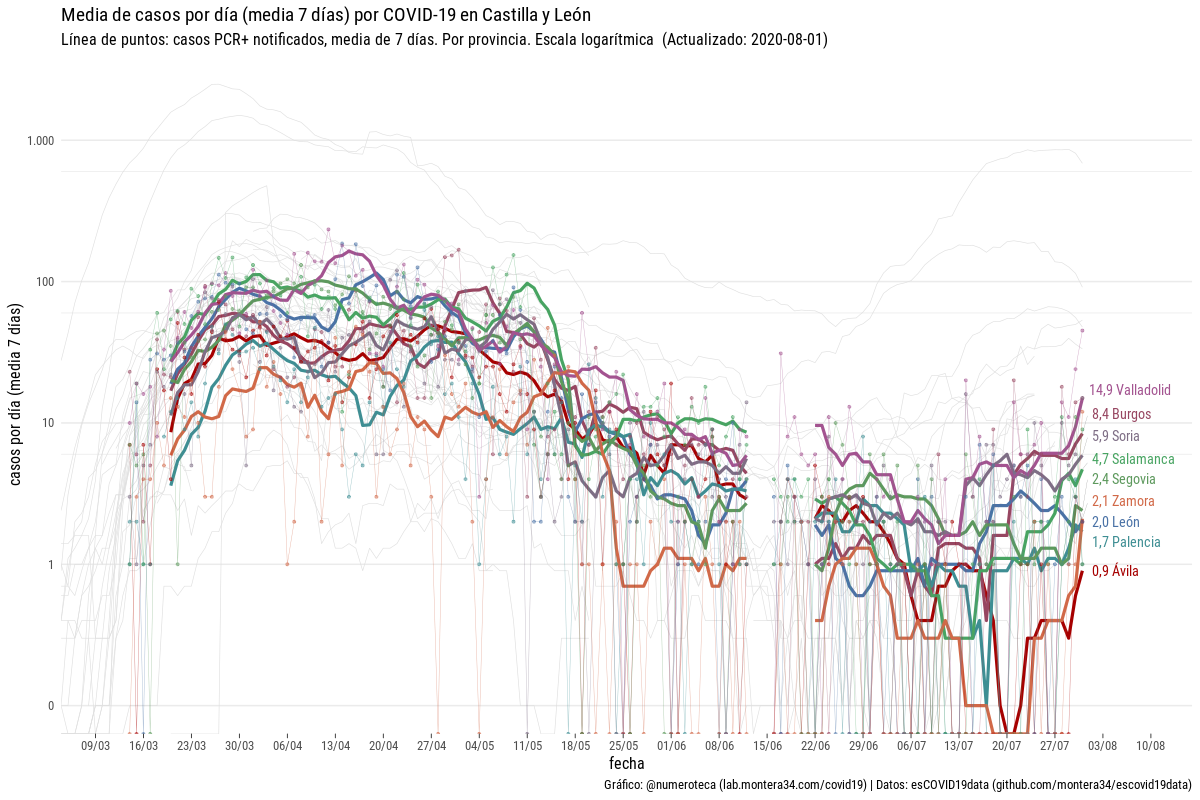 Media de casos por día (media 7 días) por COVID-19 en Castilla y León
Línea de puntos: casos PCR+ notificados, media de 7 días. Por provincia. Escala logarítmica (Actualizado: 2020-08-01)
casos por día (media 7 días)
1.000
100
10
1
0
14,9 Valladolid
8,4 Burgos
5,9 Soria
4,7 Salamanca
2,4 Segovia
2,1 Zamora
2,0 León
1,7 Palencia
0,9 Ávila
09/03 16/03 23/03 30/03 06/04 13/04 20/04 27/04 04/05 11/05 18/05 25/05 01/06 08/06 15/06 22/06 29/06 06/07 13/07 20/07 27/07 03/08 10/08
fecha
Gráfico: @numeroteca (lab.montera34.com/covid19) | Datos: esCOVID19data (github.com/montera34/escovid19data)